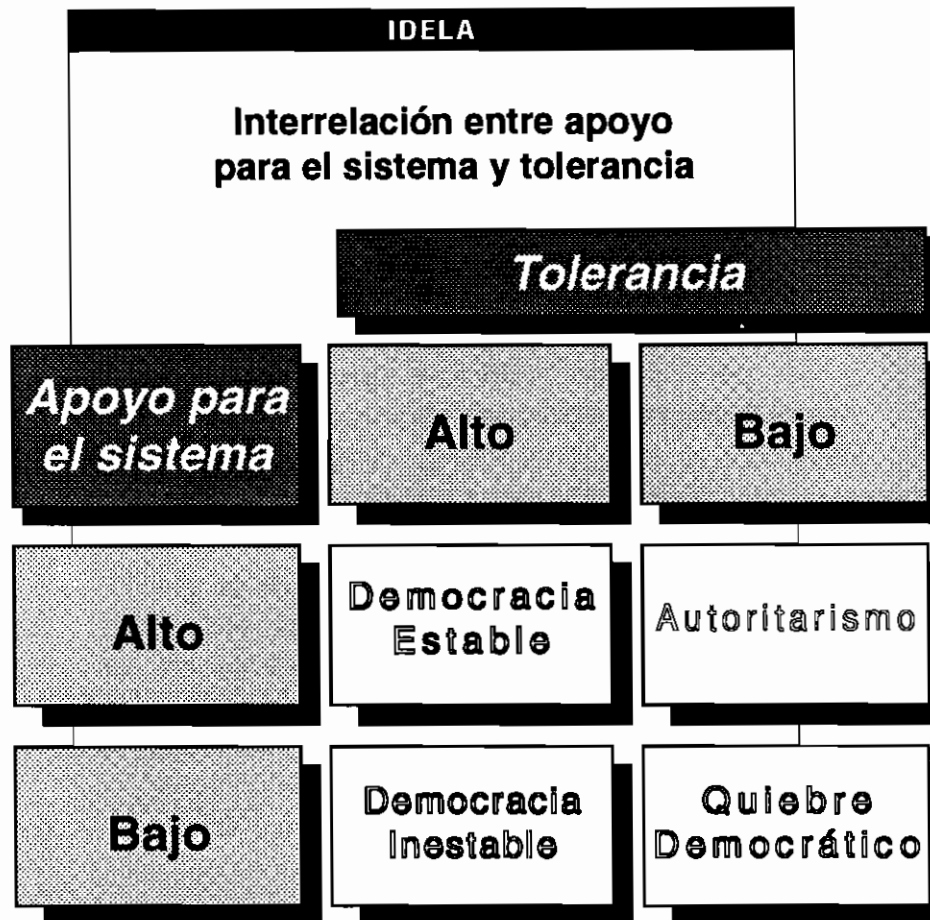 IDELA
Interrelación entre apoyo
para el sistema y tolerancia
Tolerancia
Apoyo para
el sistema
Alto
Bajo
Alto
Democracia
Estable
Autoritarismo
Bajo
Democracia
Inestable
Quiebre
Democrático